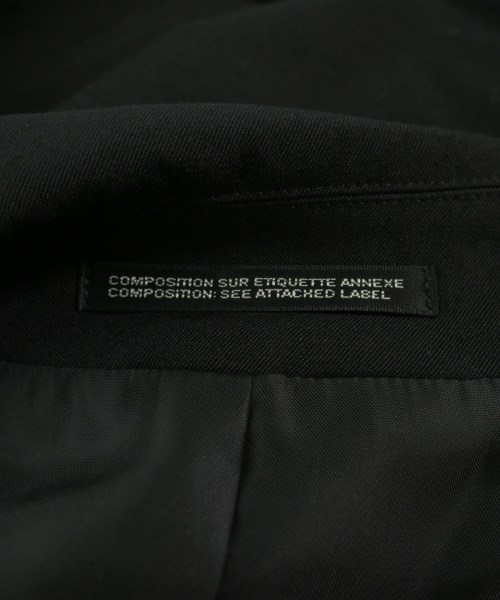 COMPOSITION SUR ETIQUETTE ANNEXE
COMPOSITION: SEE ATTACHED LABEL